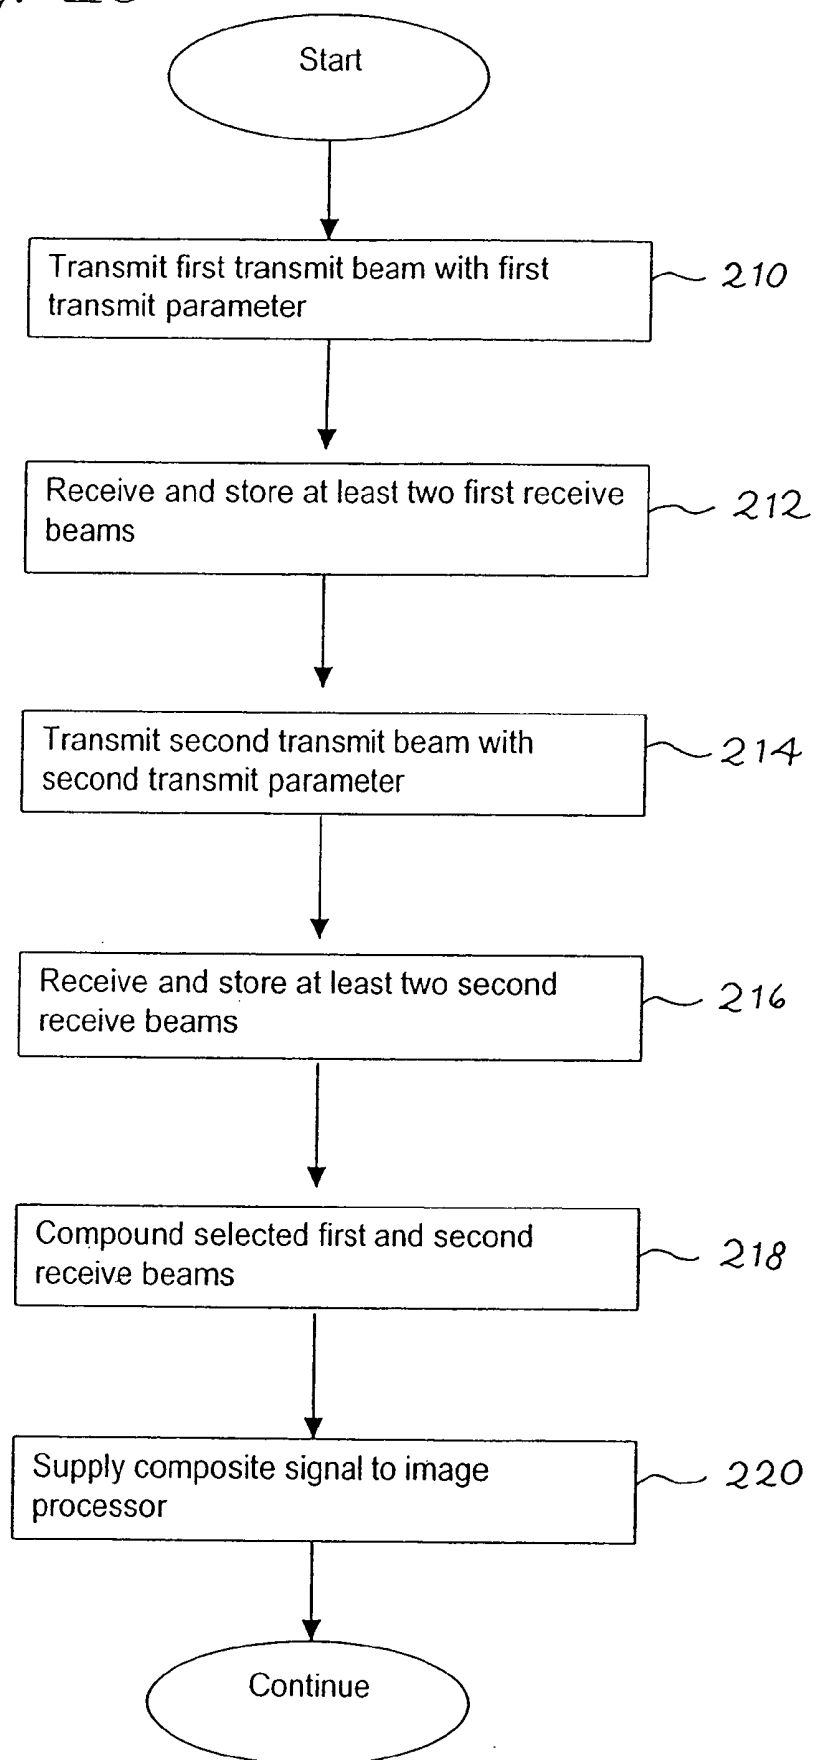 Start
Transmit first transmit beam with first
transmit parameter
210
Receive and store at least two first receive
beams
212
Transmit second transmit beam with
second transmit parameter
214
Receive and store at least two second
receive beams
216
Compound selected first and second
receive beams
218
Supply composite signal to image
processor
220
Continue